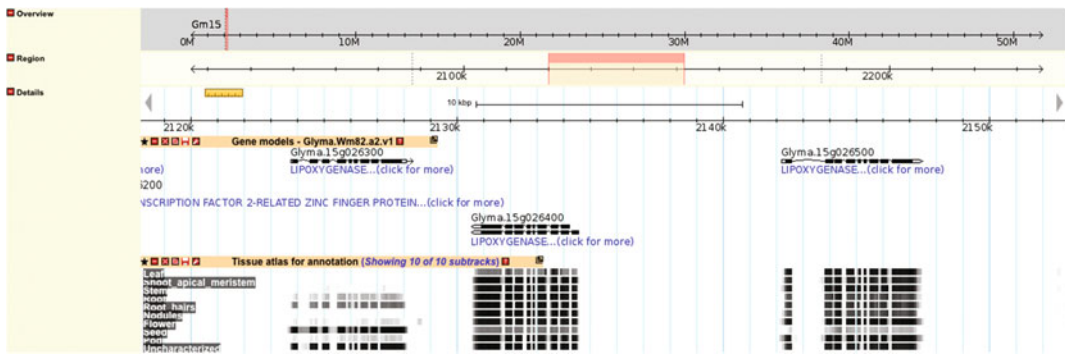 Overview
Gm15
0M 10M 20M 30M 40M 50M
Region
2100k 2200k
Details
10 kbp
2120k 2130k 2140k 2150k
Gene models - Glyma.Wm82.a2.v1
Glyma.15g026300 Glyma.15g026500
more) LIPOXYGENASE...(click for more) LIPOXYGENASE...(click for more)
6200
NSCRIPTION FACTOR 2-RELATED ZINC FINGER PROTEIN...(click for more)
Glyma.15g026400
LIPOXYGENASE...(click for more)
Tissue atlas for annotation (Showing 10 of 10 subtracks)
Leaf
Shoot_apical_meristem
Stem
Root
Root_hairs
Nodules
Flower
Seed
Pod
Uncharacterized